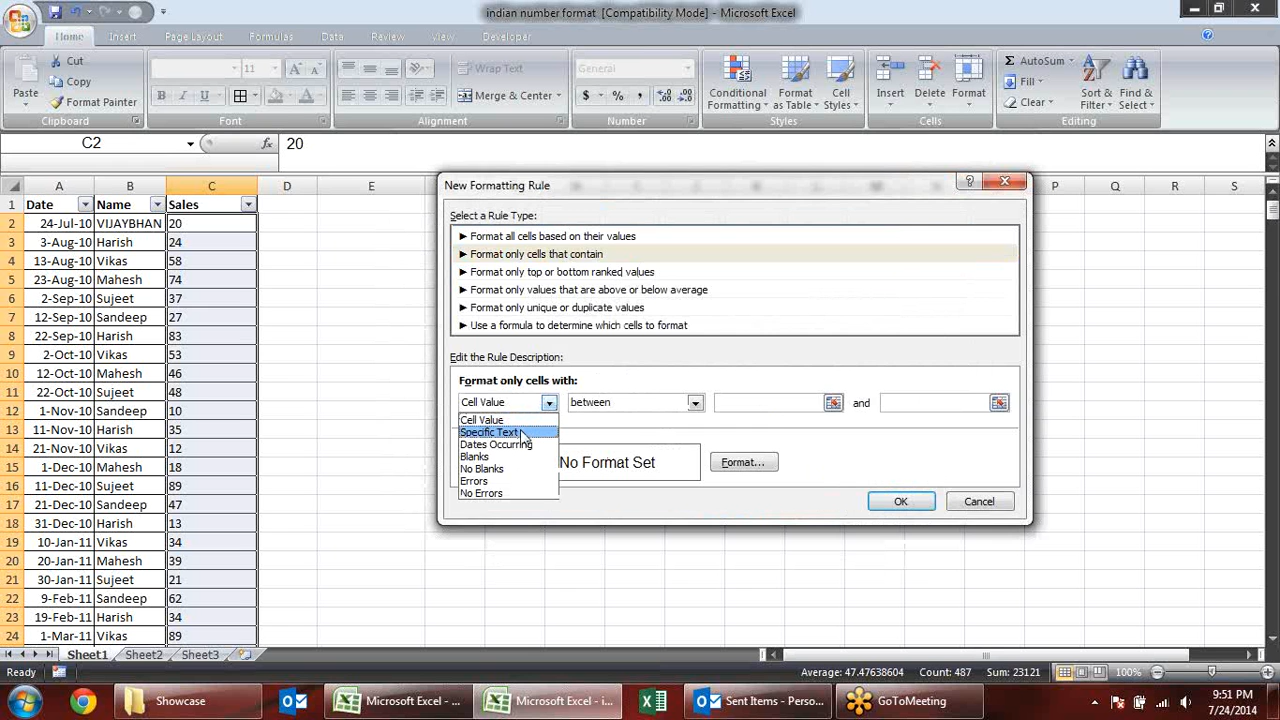 indian number format  [Compatibility Mode] - Microsoft Excel
Home Insert Page Layout Formulas Data Review View Developer
Paste Cut Copy Format Painter
11 A A Wrap Text General
B I U A Merge & Center $ % ,
Conditional Formatting Format as Table Cell Styles
Insert Delete Format
AutoSum Fill Clear Sort & Filter Find & Select
Clipboard Font Alignment Number Styles Cells Editing
C2 fx 20
A B C D E P Q R S
1 Date Name Sales
2 24-Jul-10 VIJAYBHAN 20
3 3-Aug-10 Harish 24
4 13-Aug-10 Vikas 58
5 23-Aug-10 Mahesh 74
6 2-Sep-10 Sujeet 37
7 12-Sep-10 Sandeep 27
8 22-Sep-10 Harish 83
9 2-Oct-10 Vikas 53
10 12-Oct-10 Mahesh 46
11 22-Oct-10 Sujeet 48
12 1-Nov-10 Sandeep 10
13 11-Nov-10 Harish 35
14 21-Nov-10 Vikas 12
15 1-Dec-10 Mahesh 18
16 11-Dec-10 Sujeet 89
17 21-Dec-10 Sandeep 47
18 31-Dec-10 Harish 13
19 10-Jan-11 Vikas 34
20 20-Jan-11 Mahesh 39
21 30-Jan-11 Sujeet 21
22 9-Feb-11 Sandeep 62
23 19-Feb-11 Harish 34
24 1-Mar-11 Vikas 89
New Formatting Rule
Select a Rule Type:
► Format all cells based on their values
► Format only cells that contain
► Format only top or bottom ranked values
► Format only values that are above or below average
► Format only unique or duplicate values
► Use a formula to determine which cells to format
Edit the Rule Description:
Format only cells with:
Cell Value between and
Cell Value
Specific Text
Dates Occurring
Blanks
No Blanks
Errors
No Errors
No Format Set Format...
OK Cancel
Sheet1 Sheet2 Sheet3
Ready Average: 47.47638604 Count: 487 Sum: 23121 100%
Showcase Microsoft Excel - ... Microsoft Excel - i... Sent Items - Perso... GoToMeeting
9:51 PM
7/24/2014